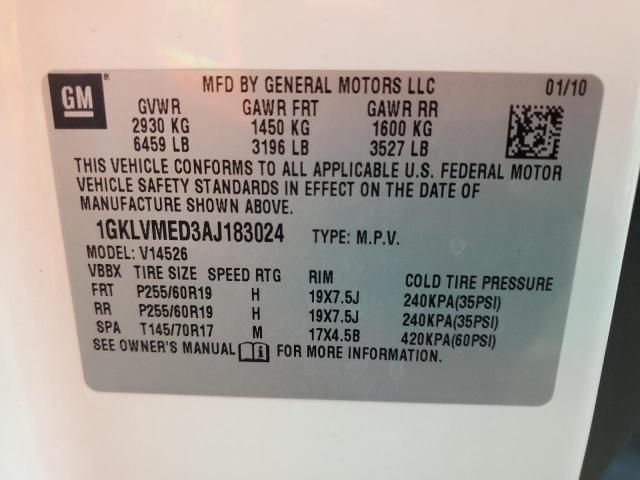 GM ® MFD BY GENERAL MOTORS LLC 01/10
GVWR GAWR FRT GAWR RR
2930 KG 1450 KG 1600 KG
6459 LB 3196 LB 3527 LB
THIS VEHICLE CONFORMS TO ALL APPLICABLE U.S. FEDERAL MOTOR
VEHICLE SAFETY STANDARDS IN EFFECT ON THE DATE OF
MANUFACTURE SHOWN ABOVE.
1GKLVMED3AJ183024 TYPE: M.P.V.
MODEL: V14526
VBBX TIRE SIZE SPEED RTG RIM COLD TIRE PRESSURE
FRT P255/60R19 H 19X7.5J 240KPA(35PSI)
RR P255/60R19 H 19X7.5J 240KPA(35PSI)
SPA T145/70R17 M 17X4.5B 420KPA(60PSI)
SEE OWNER'S MANUAL FOR MORE INFORMATION.